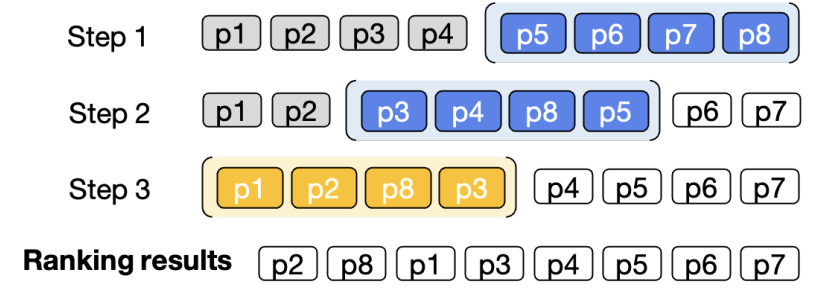 Step 1 p1 p2 p3 p4 p5 p6 p7 p8
Step 2 p1 p2 p3 p4 p8 p5 p6 p7
Step 3 p1 p2 p8 p3 p4 p5 p6 p7
Ranking results p2 p8 p1 p3 p4 p5 p6 p7